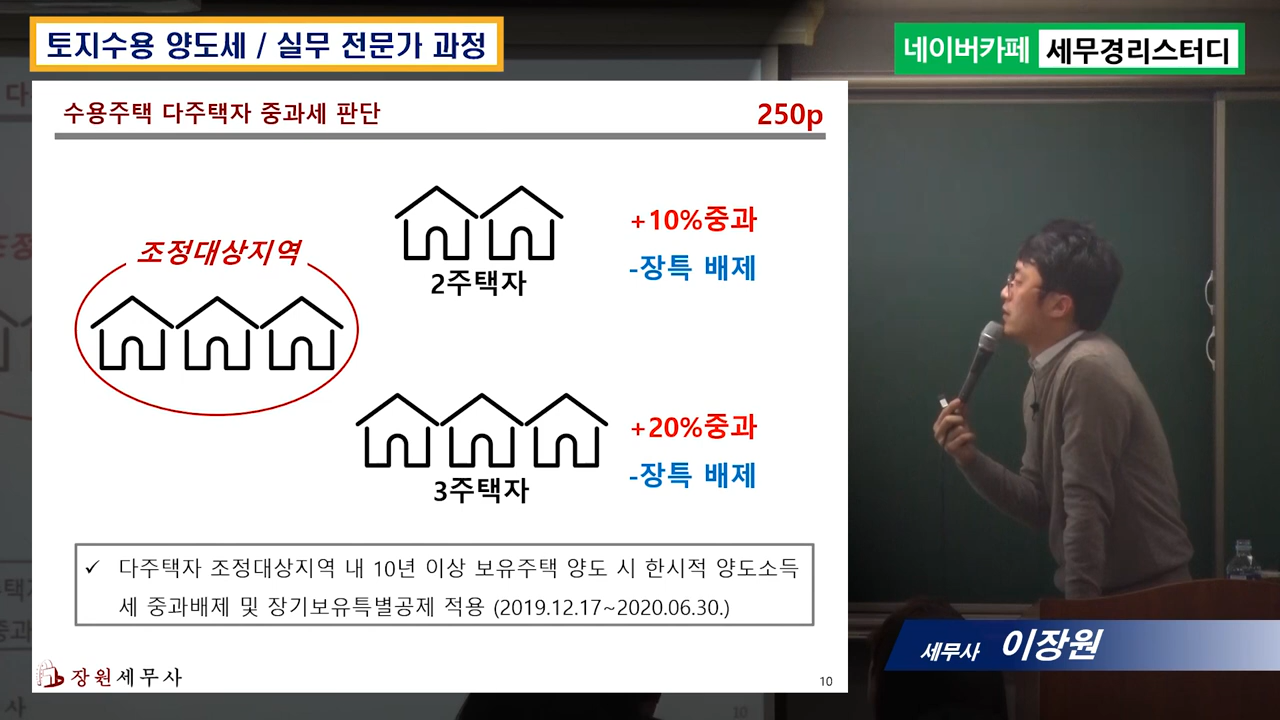 토지수용 양도세 / 실무 전문가 과정
네이버카페 세무경리스터디
수용주택 다주택자 중과세 판단
250p
조정대상지역
2주택자
+10%중과
-장특 배제
3주택자
+20%중과
-장특 배제
✓ 다주택자 조정대상지역 내 10년 이상 보유주택 양도 시 한시적 양도소득
세 중과배제 및 장기보유특별공제 적용 (2019.12.17~2020.06.30.)
장원세무사
10
세무사 이장원